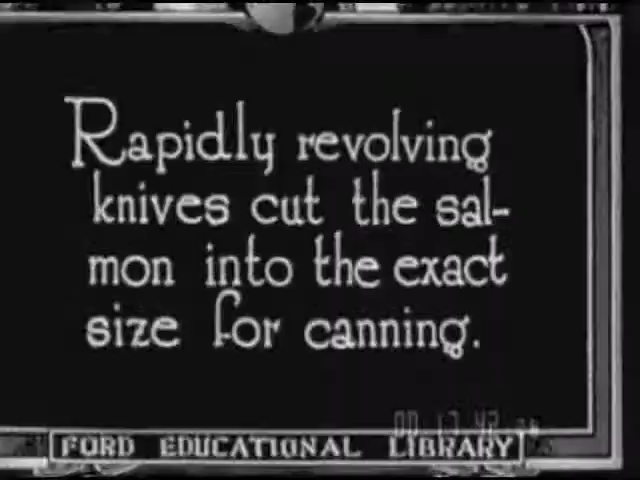 Rapidly revolving
knives cut the sal-
mon into the exact
size for canning.
FORD EDUCATIONAL LIBRARY